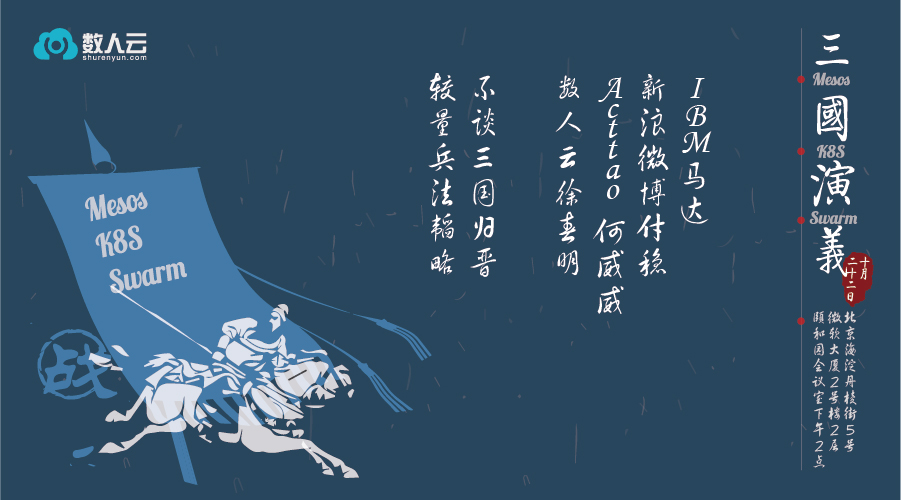 数人云
shurenyun.com
三國演義
Mesos
K8S
Swarm
十月
二十二日
北京海淀丹棱街5号
微软大厦2号楼2层
頤和园会议室下午2点
IBM马达
新浪微博付稳
Acttao 何威威
数人云徐春明
不谈三国归晋
较量兵法韬略
Mesos
K8S
Swarm
战